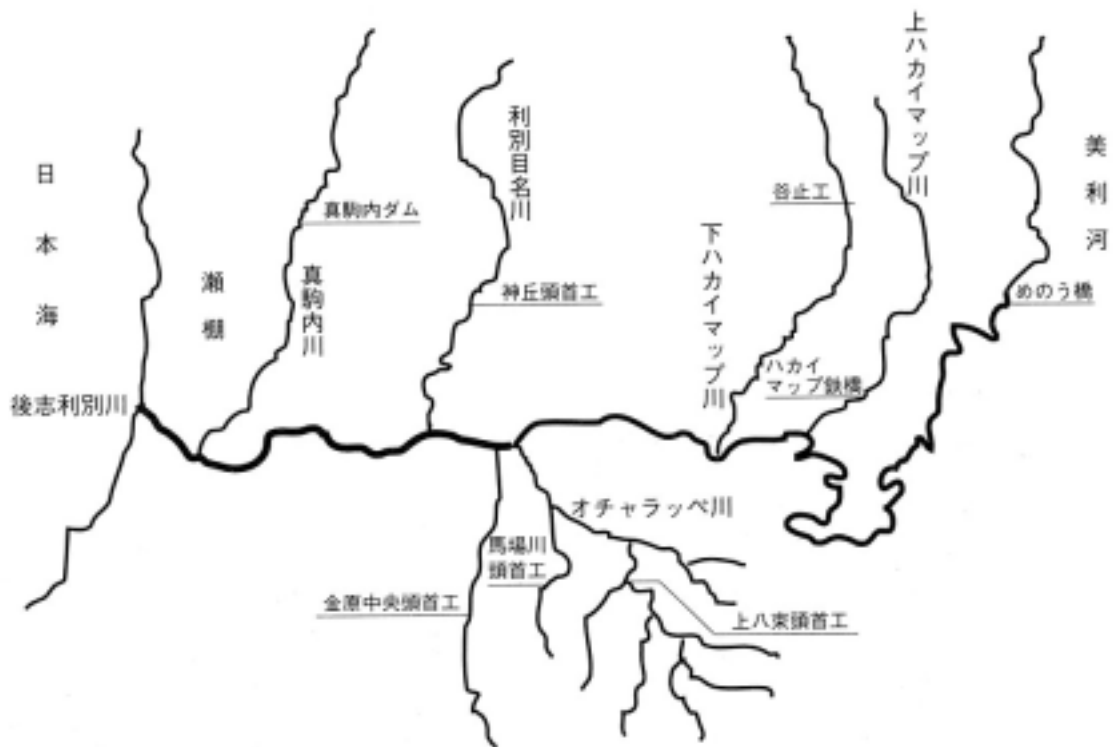 日本海
後志利別川
瀬棚
真駒内ダム
真駒内川
利別目名川
神丘頭首工
下ハカイマップ川
谷止工
上ハカイマップ川
ハカイ
マップ鉄橋
美利河
めのう橋
オチャラッペ川
馬場川
頭首工
金原中央頭首工
上八束頭首工